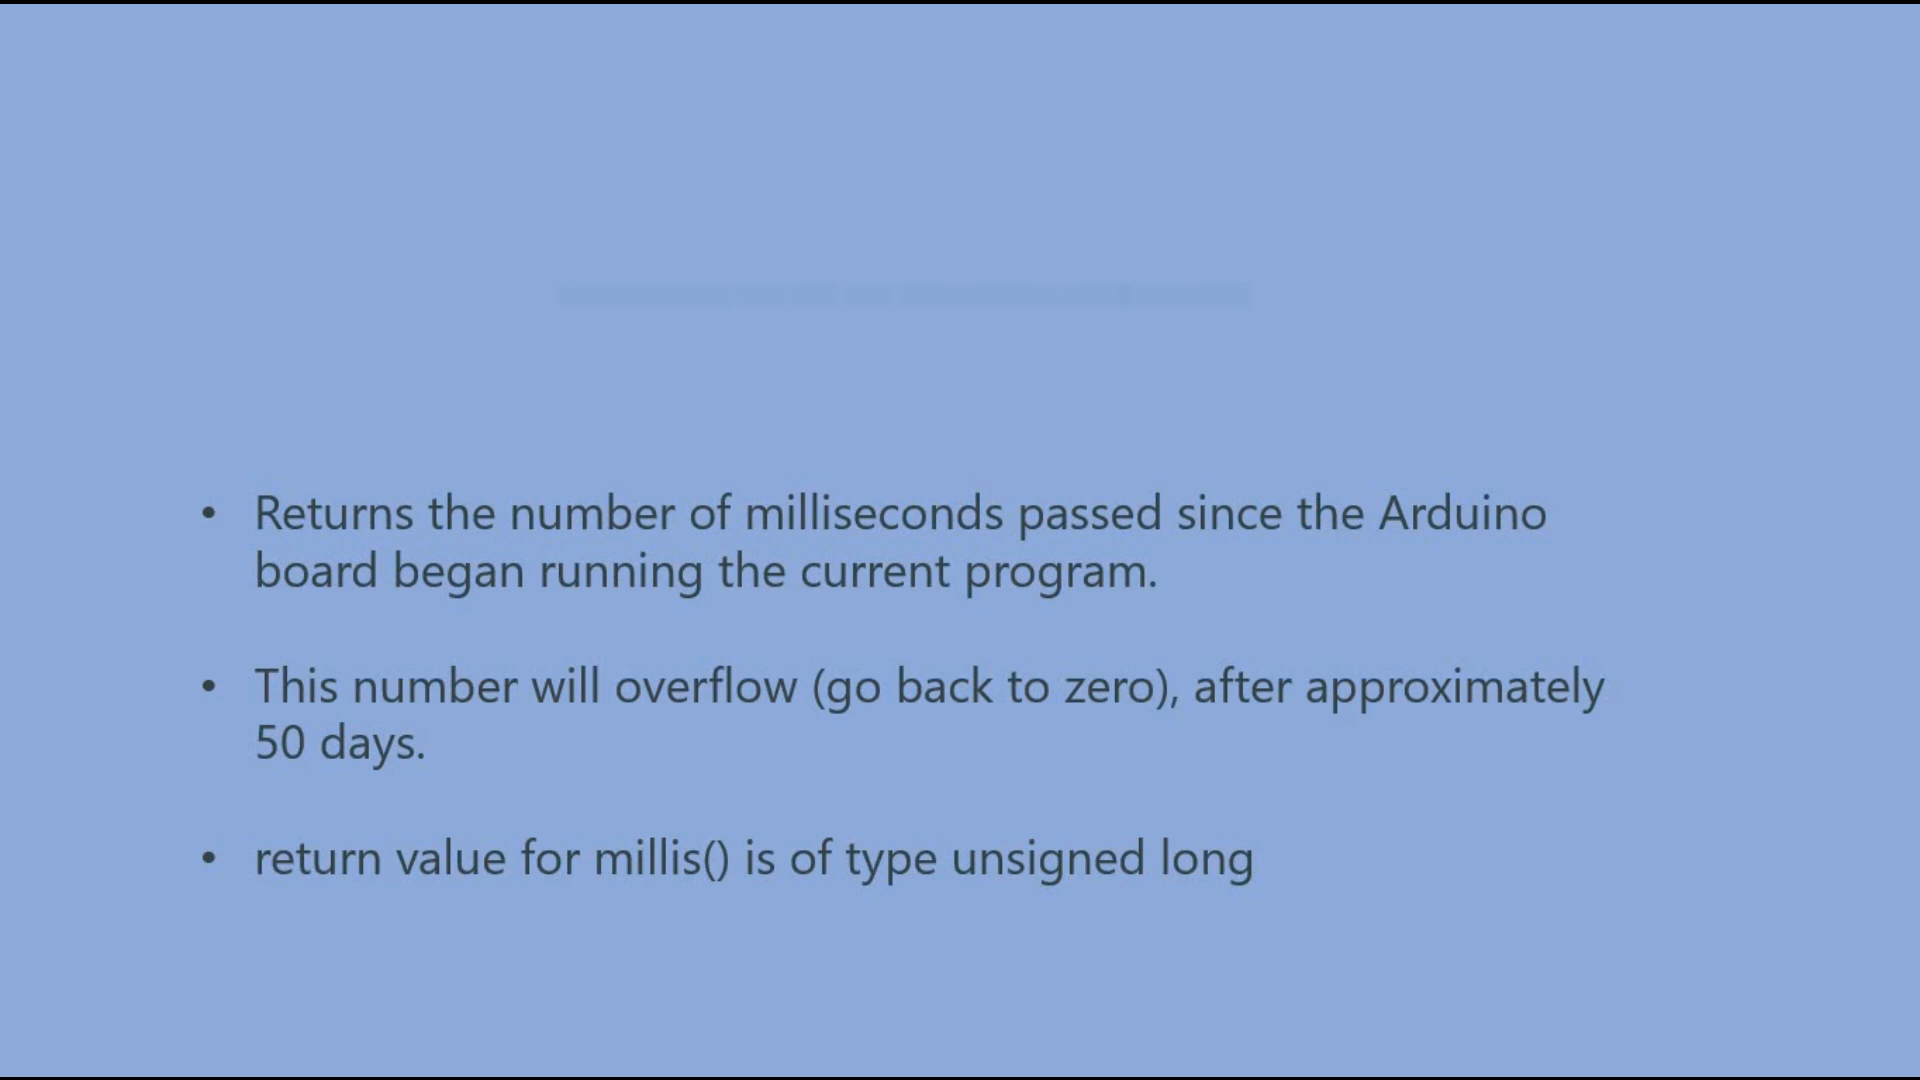 • Returns the number of milliseconds passed since the Arduino
board began running the current program.
• This number will overflow (go back to zero), after approximately
50 days.
• return value for millis() is of type unsigned long